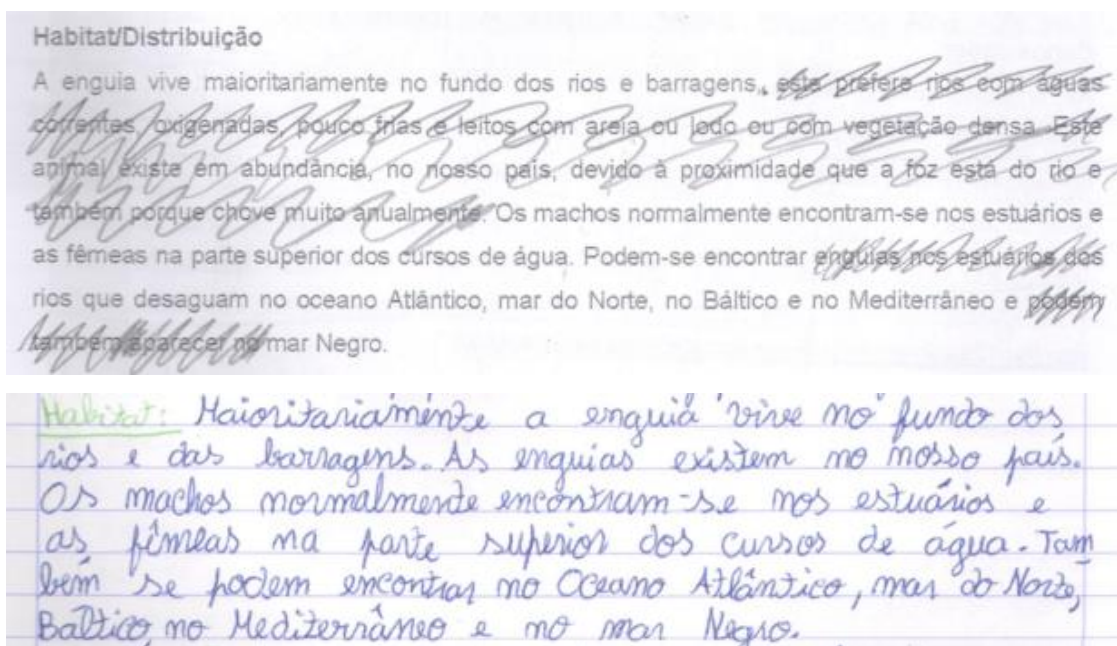 Habitat/Distribuição
A enguia vive maioritariamente no fundo dos rios e barragens, este prefere rios com águas
correntes, oxigenadas, pouco frias e leitos com areia ou lodo ou com vegetação densa. Este
animal existe em abundância, no nosso país, devido à proximidade que a foz está do rio e
também porque chove muito anualmente. Os machos normalmente encontram-se nos estuários e
as fêmeas na parte superior dos cursos de água. Podem-se encontrar enguias nos estuários dos
rios que desaguam no oceano Atlântico, mar do Norte, no Báltico e no Mediterrâneo e podem
também aparecer no mar Negro.
Habitat: Maioritariamente a enguia vive no fundo dos
rios e das barragens. As enguias existem no nosso país.
Os machos normalmente encontram-se nos estuários e
as fêmeas na parte superior dos cursos de água. Tam
bém se podem encontrar no Oceano Atlântico, mar do Norte,
Baltico, no Mediterrâneo e no mar Negro.